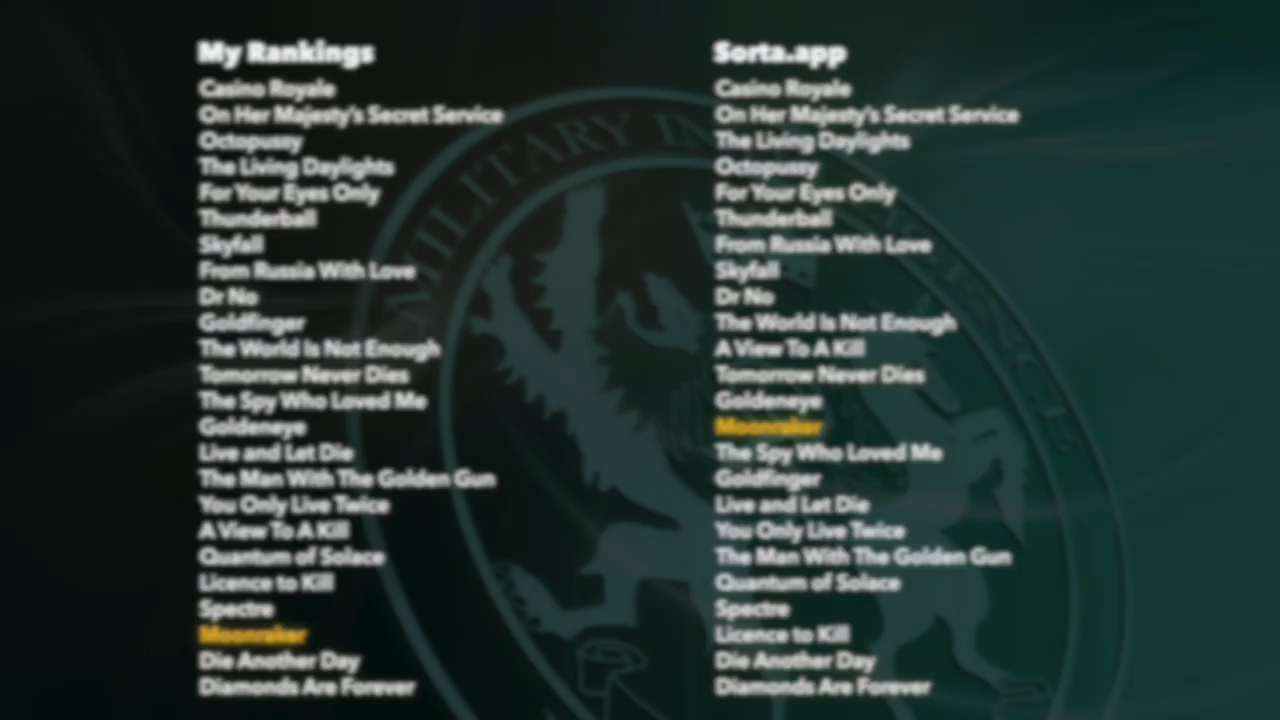 My Rankings
Casino Royale
On Her Majesty's Secret Service
Octopussy
The Living Daylights
For Your Eyes Only
Thunderball
Skyfall
From Russia With Love
Dr No
Goldfinger
The World Is Not Enough
Tomorrow Never Dies
The Spy Who Loved Me
Goldeneye
Live and Let Die
The Man With The Golden Gun
You Only Live Twice
A View To A Kill
Quantum of Solace
Licence to Kill
Spectre
Moonraker
Die Another Day
Diamonds Are Forever
Sorta.app
Casino Royale
On Her Majesty's Secret Service
The Living Daylights
Octopussy
For Your Eyes Only
Thunderball
From Russia With Love
Skyfall
Dr No
The World Is Not Enough
A View To A Kill
Tomorrow Never Dies
Goldeneye
Moonraker
The Spy Who Loved Me
Goldfinger
Live and Let Die
You Only Live Twice
The Man With The Golden Gun
Quantum of Solace
Spectre
Licence to Kill
Die Another Day
Diamonds Are Forever
MILITARY IN